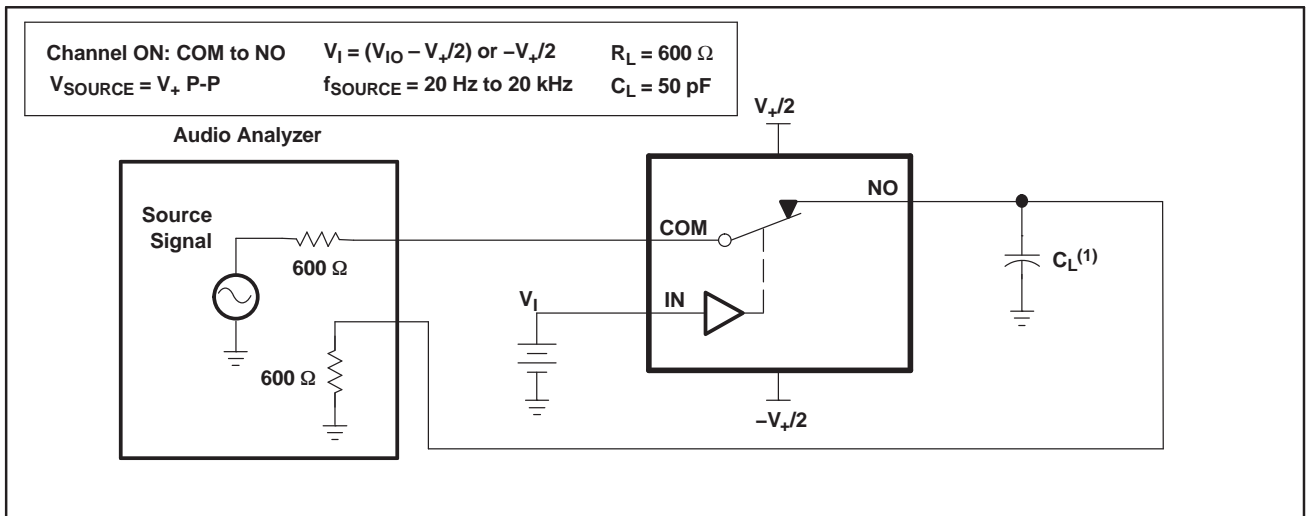 Channel ON: COM to NO V_I = (V_IO – V_+/2) or –V_+/2 R_L = 600 Ω
V_SOURCE = V_+ P-P f_SOURCE = 20 Hz to 20 kHz C_L = 50 pF
Audio Analyzer
V_+/2
NO
Source
Signal
COM
600 Ω
C_L(1)
V_I
IN
600 Ω
–V_+/2